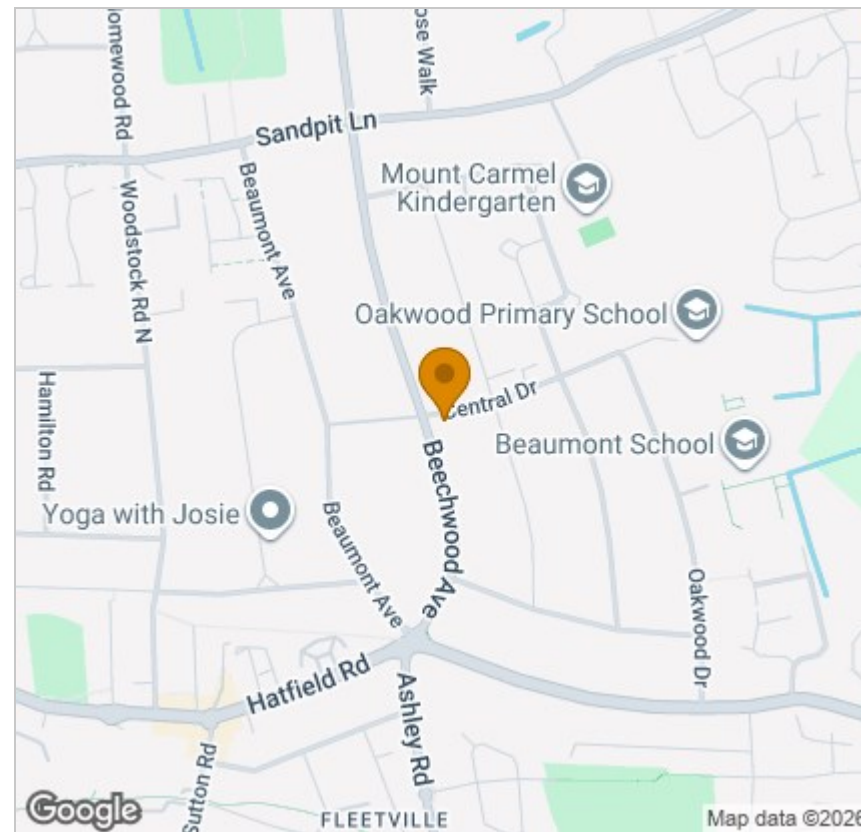 Homewood Rd
ose Walk
Sandpit Ln
Mount Carmel
Kindergarten
Beaumont Ave
Woodstock Rd N
Oakwood Primary School
Central Dr
Hamilton Rd
Beechwood Ave
Beaumont School
Yoga with Josie
Beaumont Ave
Oakwood Dr
Hatfield Rd
Ashley Rd
Sutton Rd
FLEETVILLE
Google
Map data ©2026